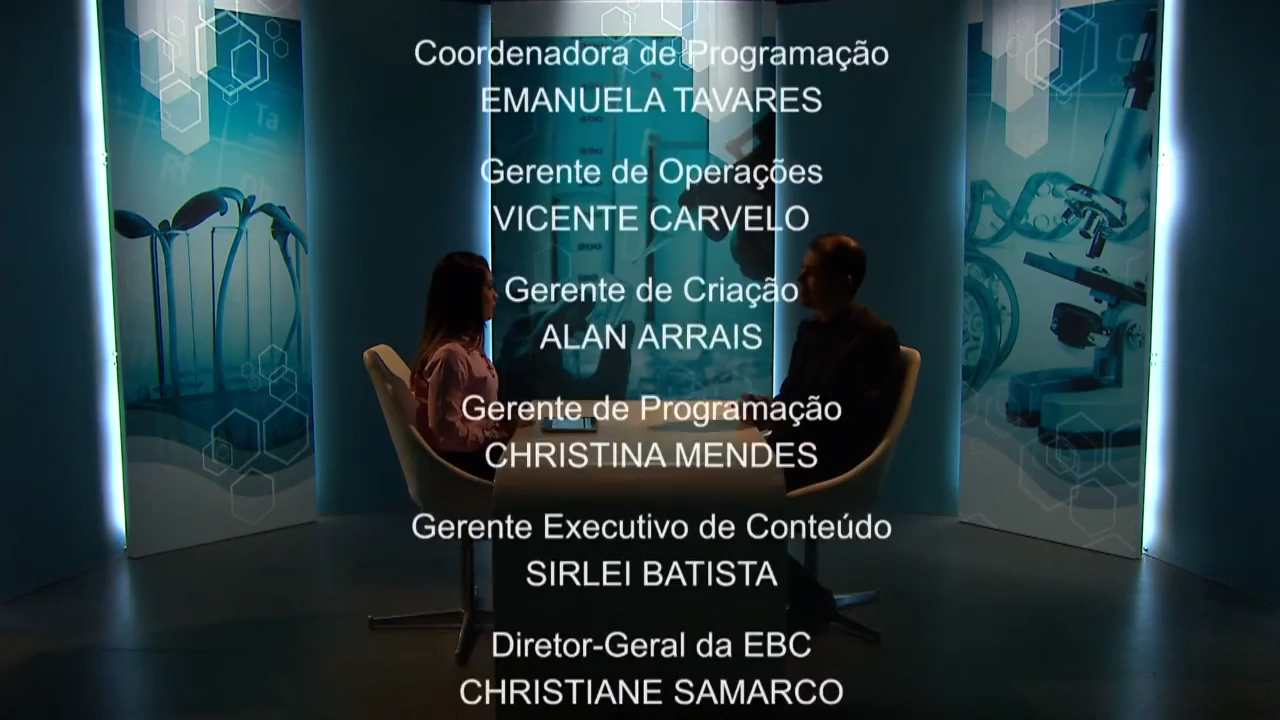 Coordenadora de Programação
EMANUELA TAVARES
Gerente de Operações
VICENTE CARVELO
Gerente de Criação
ALAN ARRAIS
Gerente de Programação
CHRISTINA MENDES
Gerente Executivo de Conteúdo
SIRLEI BATISTA
Diretor-Geral da EBC
CHRISTIANE SAMARCO